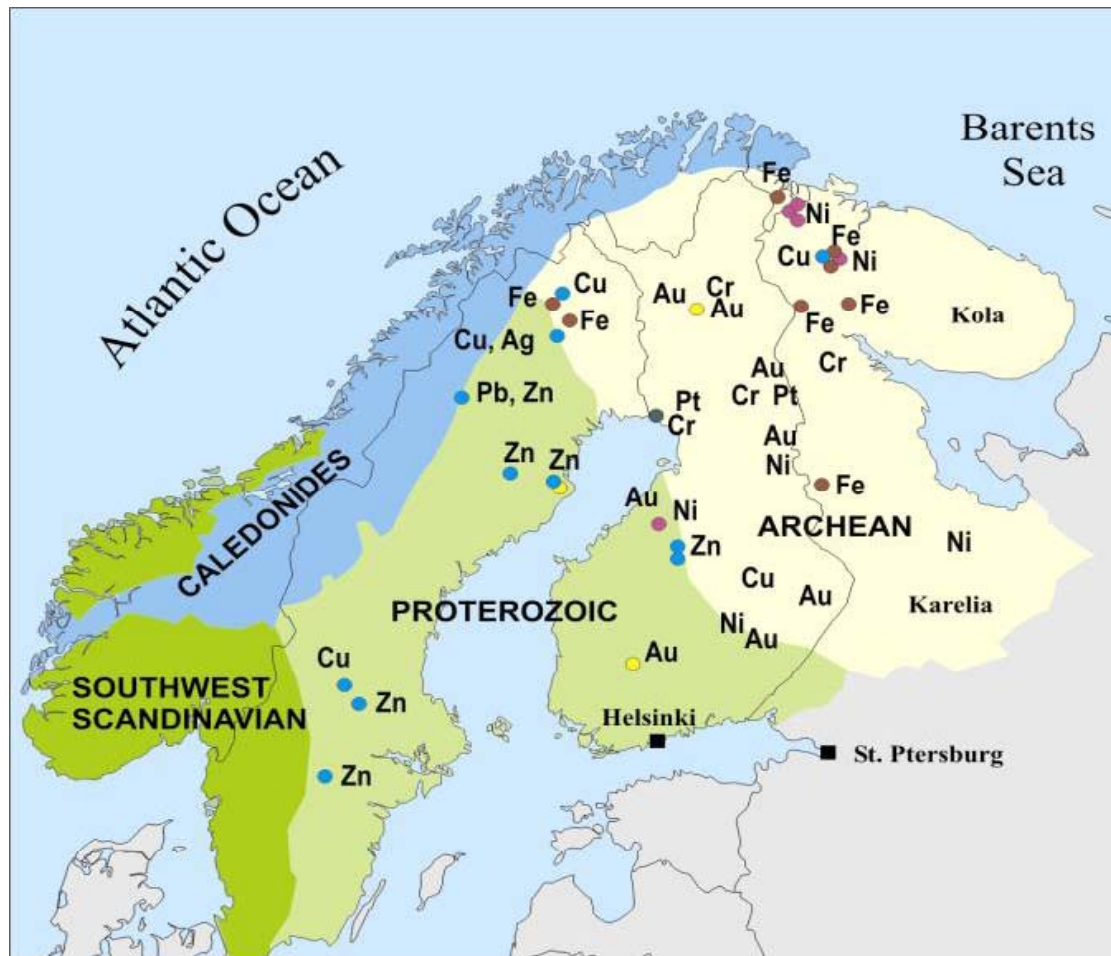 Barents
Sea
Atlantic Ocean
Fe
Ni
Fe
Cu
Ni
Cu
Fe
Fe
Au
Cr
Au
Fe
Fe
Kola
Cu, Ag
Cr
Au
Pb, Zn
Cr Pt
Pt
Cr
Au
Ni
Zn
Zn
Fe
Au Ni
ARCHEAN
Zn
Ni
CALEDONIDES
Cu
Au
Karelia
PROTEROZOIC
Ni
Au
Au
Cu
SOUTHWEST
SCANDINAVIAN
Zn
Helsinki
St. Ptersburg
Zn